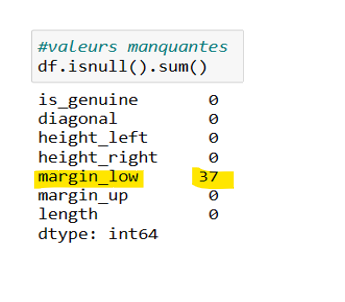 #valeurs manquantes
df.isnull().sum()
is_genuine 0
diagonal 0
height_left 0
height_right 0
margin_low 37
margin_up 0
length 0
dtype: int64